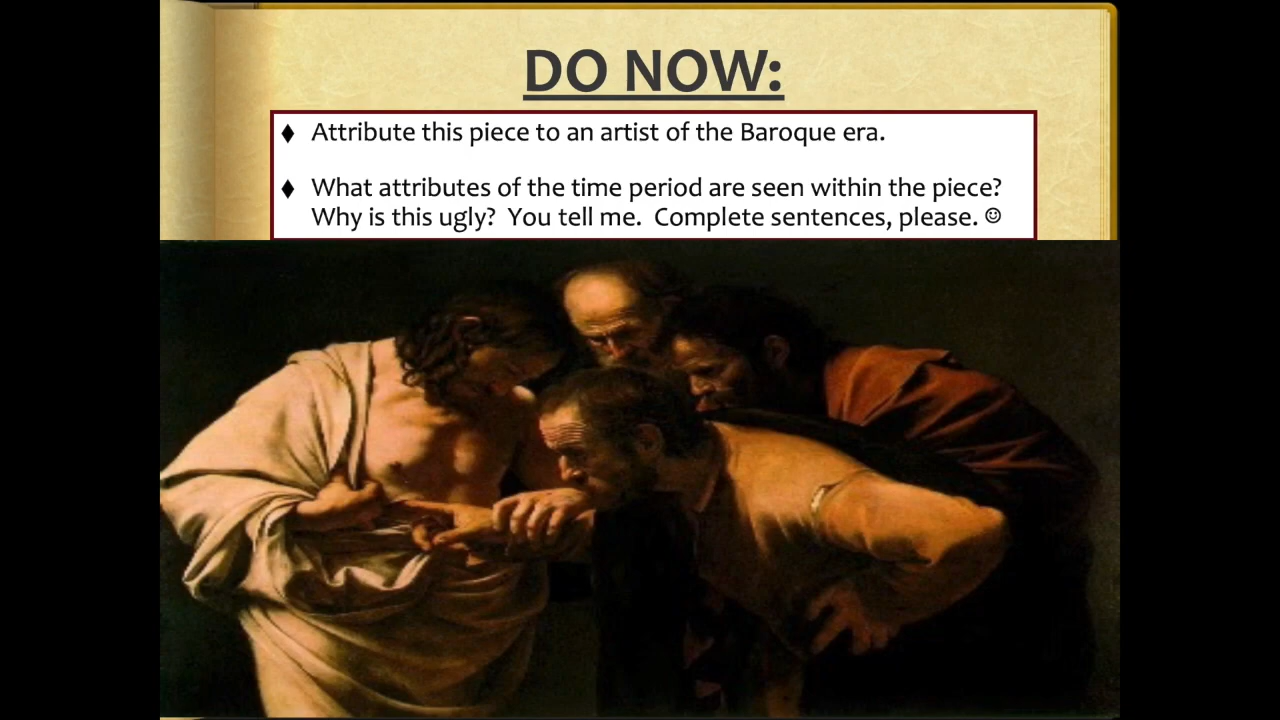 DO NOW:
♦ Attribute this piece to an artist of the Baroque era.
♦ What attributes of the time period are seen within the piece?
Why is this ugly? You tell me. Complete sentences, please. ☺